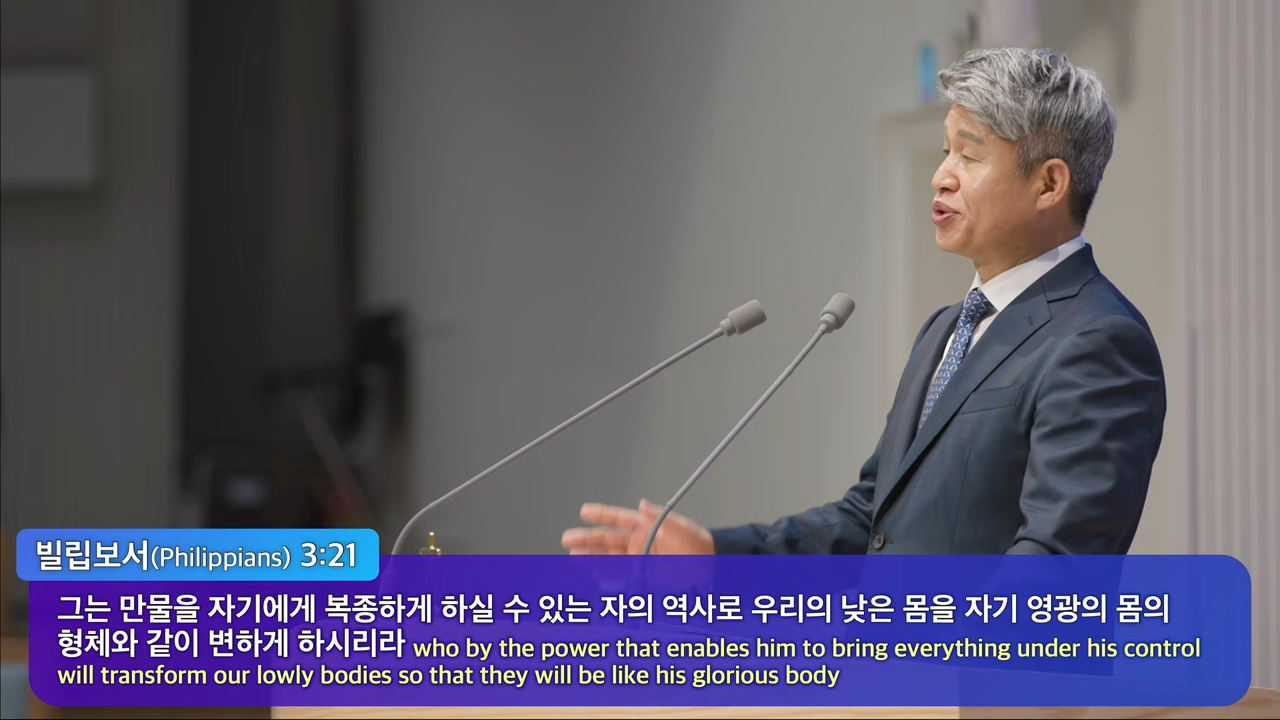 빌립보서(Philippians) 3:21
그는 만물을 자기에게 복종하게 하실 수 있는 자의 역사로 우리의 낮은 몸을 자기 영광의 몸의
형체와 같이 변하게 하시리라 who by the power that enables him to bring everything under his control
will transform our lowly bodies so that they will be like his glorious body